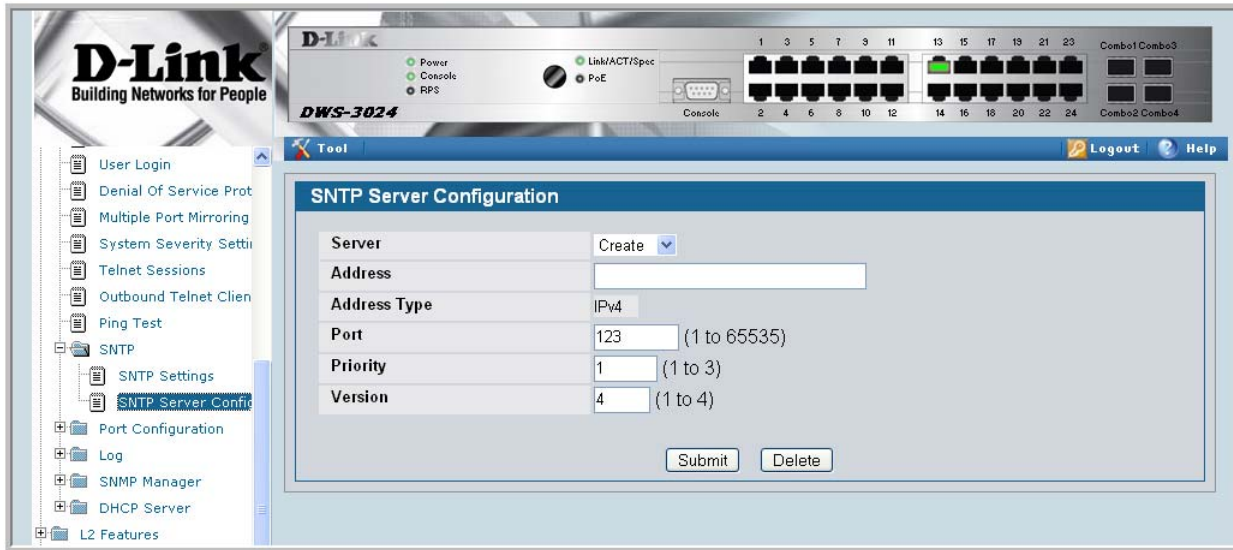 D-Link
Building Networks for People
D-Link
Power
Console
RPS
Link/ACT/Spee
PoE
DWS-3024
Console
1 3 5 7 9 11
13 15 17 19 21 23
2 4 6 8 10 12
14 16 18 20 22 24
Combo1 Combo3
Combo2 Combo4
Tool
Logout
Help
User Login
Denial Of Service Prot
Multiple Port Mirroring
System Severity Settin
Telnet Sessions
Outbound Telnet Clien
Ping Test
SNTP
SNTP Settings
SNTP Server Config
Port Configuration
Log
SNMP Manager
DHCP Server
L2 Features
SNTP Server Configuration
Server Create
Address
Address Type IPv4
Port 123 (1 to 65535)
Priority 1 (1 to 3)
Version 4 (1 to 4)
Submit Delete